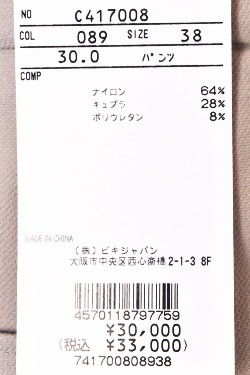 NO C417008
COL 089 SIZE 38
30.0 パンツ
COMP
ナイロン 64%
キュプラ 28%
ポリウレタン 8%
MADE IN CHINA
(株)ビキジャパン
大阪市中央区西心斎橋2-1-3 8F
4570118797759
¥30,000
(税込 ¥33,000)
741700808938